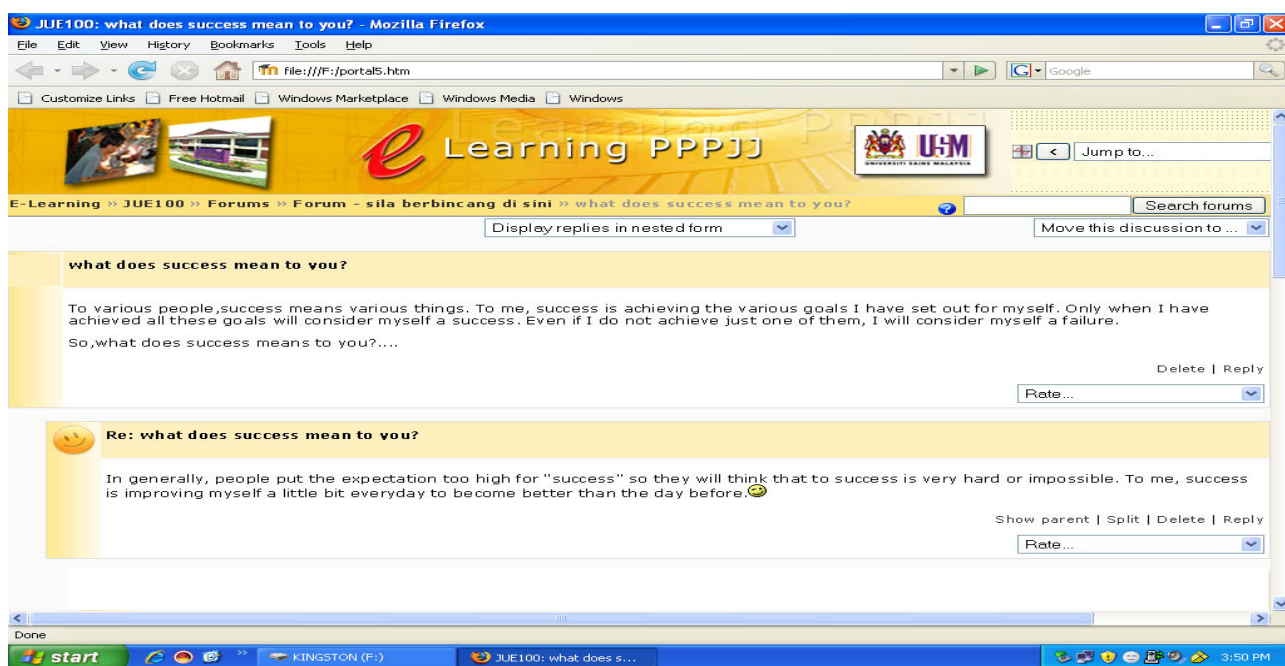 JUE100: what does success mean to you? - Mozilla Firefox
File Edit View History Bookmarks Tools Help
file:///F:/portal5.htm
G Google
Customize Links Free Hotmail Windows Marketplace Windows Media Windows
e Learning PPPJJ
USM
UNIVERSITI SAINS MALAYSIA
< Jump to...
E-Learning » JUE100 » Forums » Forum - sila berbincang di sini » what does success mean to you?
Search forums
Display replies in nested form
Move this discussion to ...
what does success mean to you?
To various people,success means various things. To me, success is achieving the various goals I have set out for myself. Only when I have
achieved all these goals will consider myself a success. Even if I do not achieve just one of them, I will consider myself a failure.
So,what does success means to you?....
Delete | Reply
Rate...
Re: what does success mean to you?
In generally, people put the expectation too high for "success" so they will think that to success is very hard or impossible. To me, success
is improving myself a little bit everyday to become better than the day before.
Show parent | Split | Delete | Reply
Rate...
Done
start
KINGSTON (F:)
JUE100: what does s...
3:50 PM